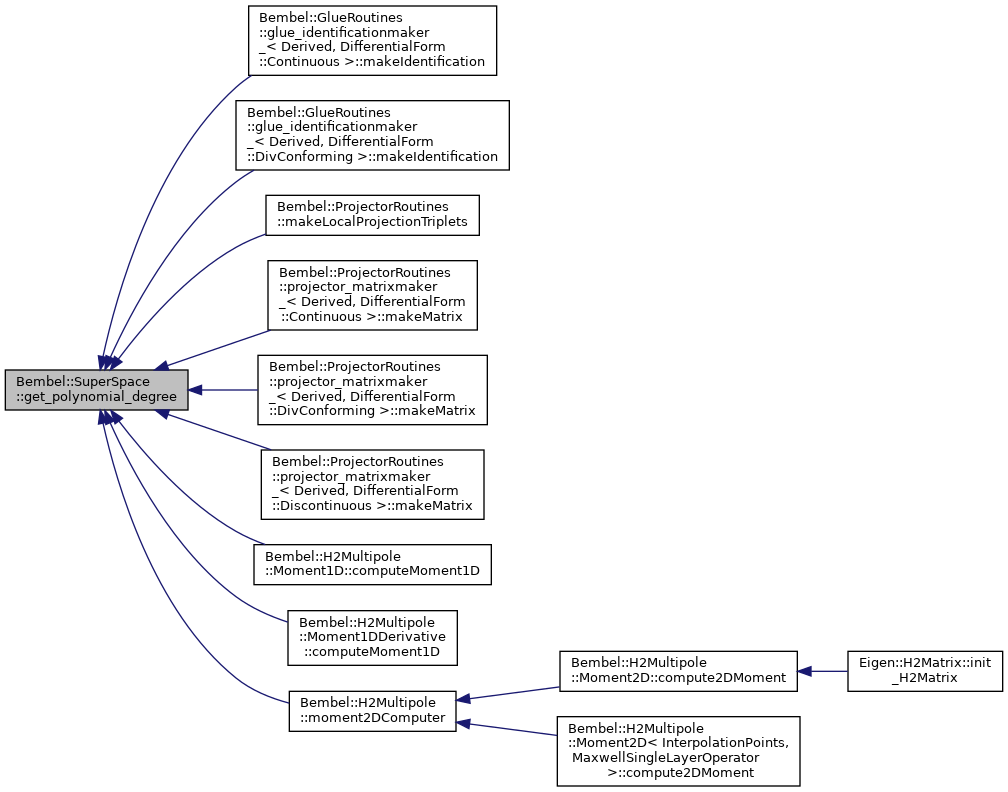 Bembel::GlueRoutines
::glue_identificationmaker
_< Derived, DifferentialForm
::Continuous >::makeIdentification
Bembel::GlueRoutines
::glue_identificationmaker
_< Derived, DifferentialForm
::DivConforming >::makeIdentification
Bembel::ProjectorRoutines
::makeLocalProjectionTriplets
Bembel::ProjectorRoutines
::projector_matrixmaker
_< Derived, DifferentialForm
::Continuous >::makeMatrix
Bembel::SuperSpace
::get_polynomial_degree
Bembel::ProjectorRoutines
::projector_matrixmaker
_< Derived, DifferentialForm
::DivConforming >::makeMatrix
Bembel::ProjectorRoutines
::projector_matrixmaker
_< Derived, DifferentialForm
::Discontinuous >::makeMatrix
Bembel::H2Multipole
::Moment1D::computeMoment1D
Bembel::H2Multipole
::Moment1DDerivative
::computeMoment1D
Bembel::H2Multipole
::moment2DComputer
Bembel::H2Multipole
::Moment2D::compute2DMoment
Eigen::H2Matrix::init
_H2Matrix
Bembel::H2Multipole
::Moment2D< InterpolationPoints,
MaxwellSingleLayerOperator
>::compute2DMoment